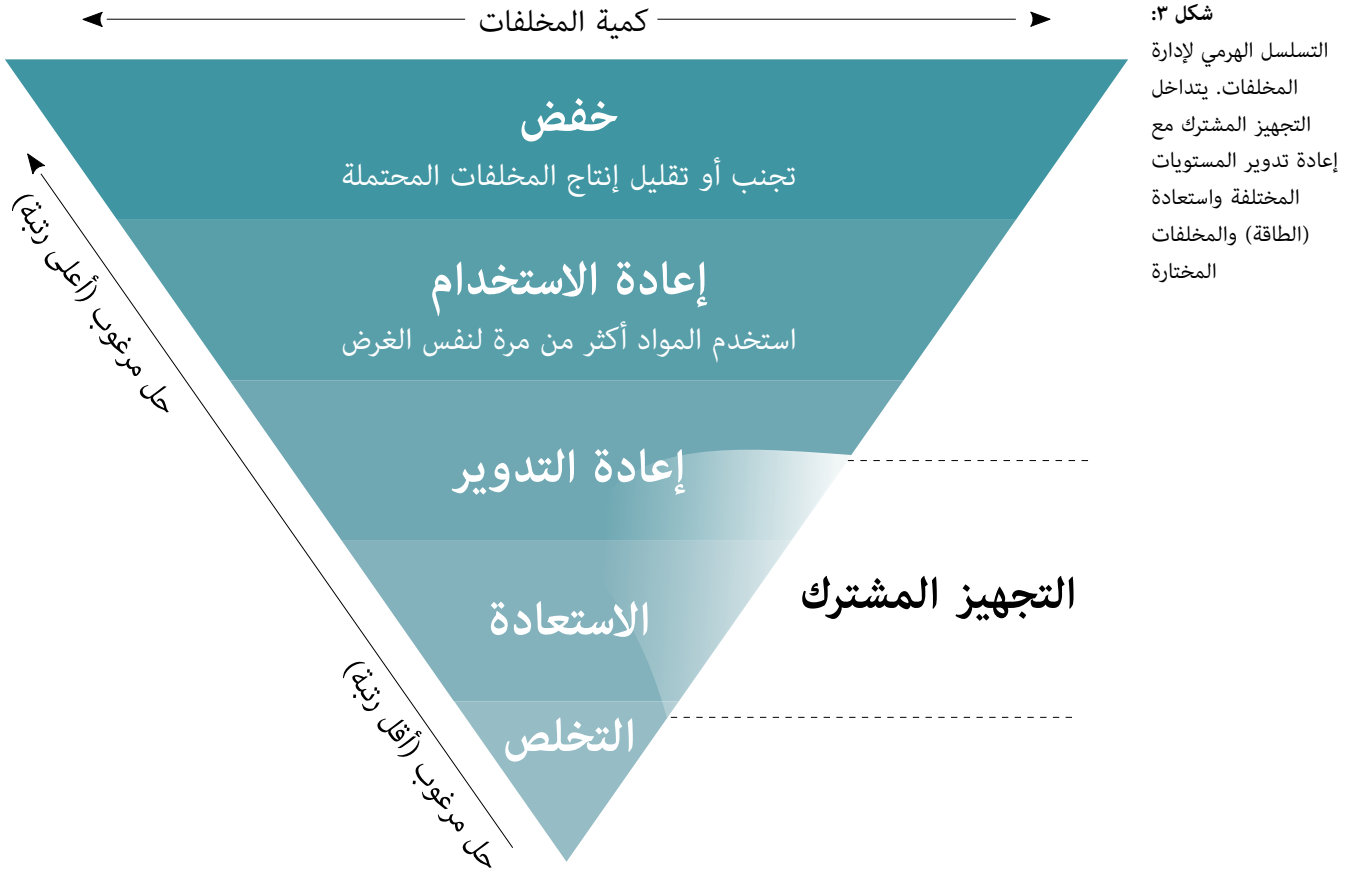 كمية المخلفات
شكل ٣:
التسلسل الهرمي لإدارة
المخلفات. يتداخل
التجهيز المشترك مع
إعادة تدوير المستويات
المختلفة واستعادة
(الطاقة) والمخلفات
المختارة
خفض
تجنب أو تقليل إنتاج المخلفات المحتملة
إعادة الاستخدام
استخدم المواد أكثر من مرة لنفس الغرض
إعادة التدوير
الاستعادة
التخلص
التجهيز المشترك
حل مرغوب (أعلى رتبة)
حل مرغوب (أقل رتبة)